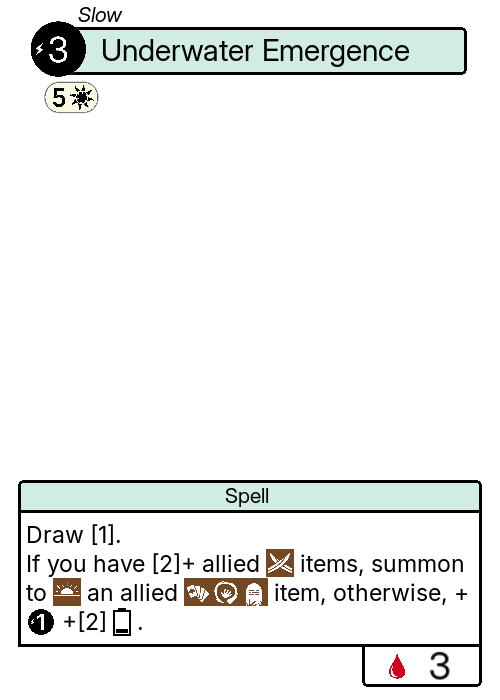 Slow
3 Underwater Emergence
5
Spell
Draw [1].
If you have [2]+ allied items, summon
to an allied item, otherwise, +
1 +[2] .
3